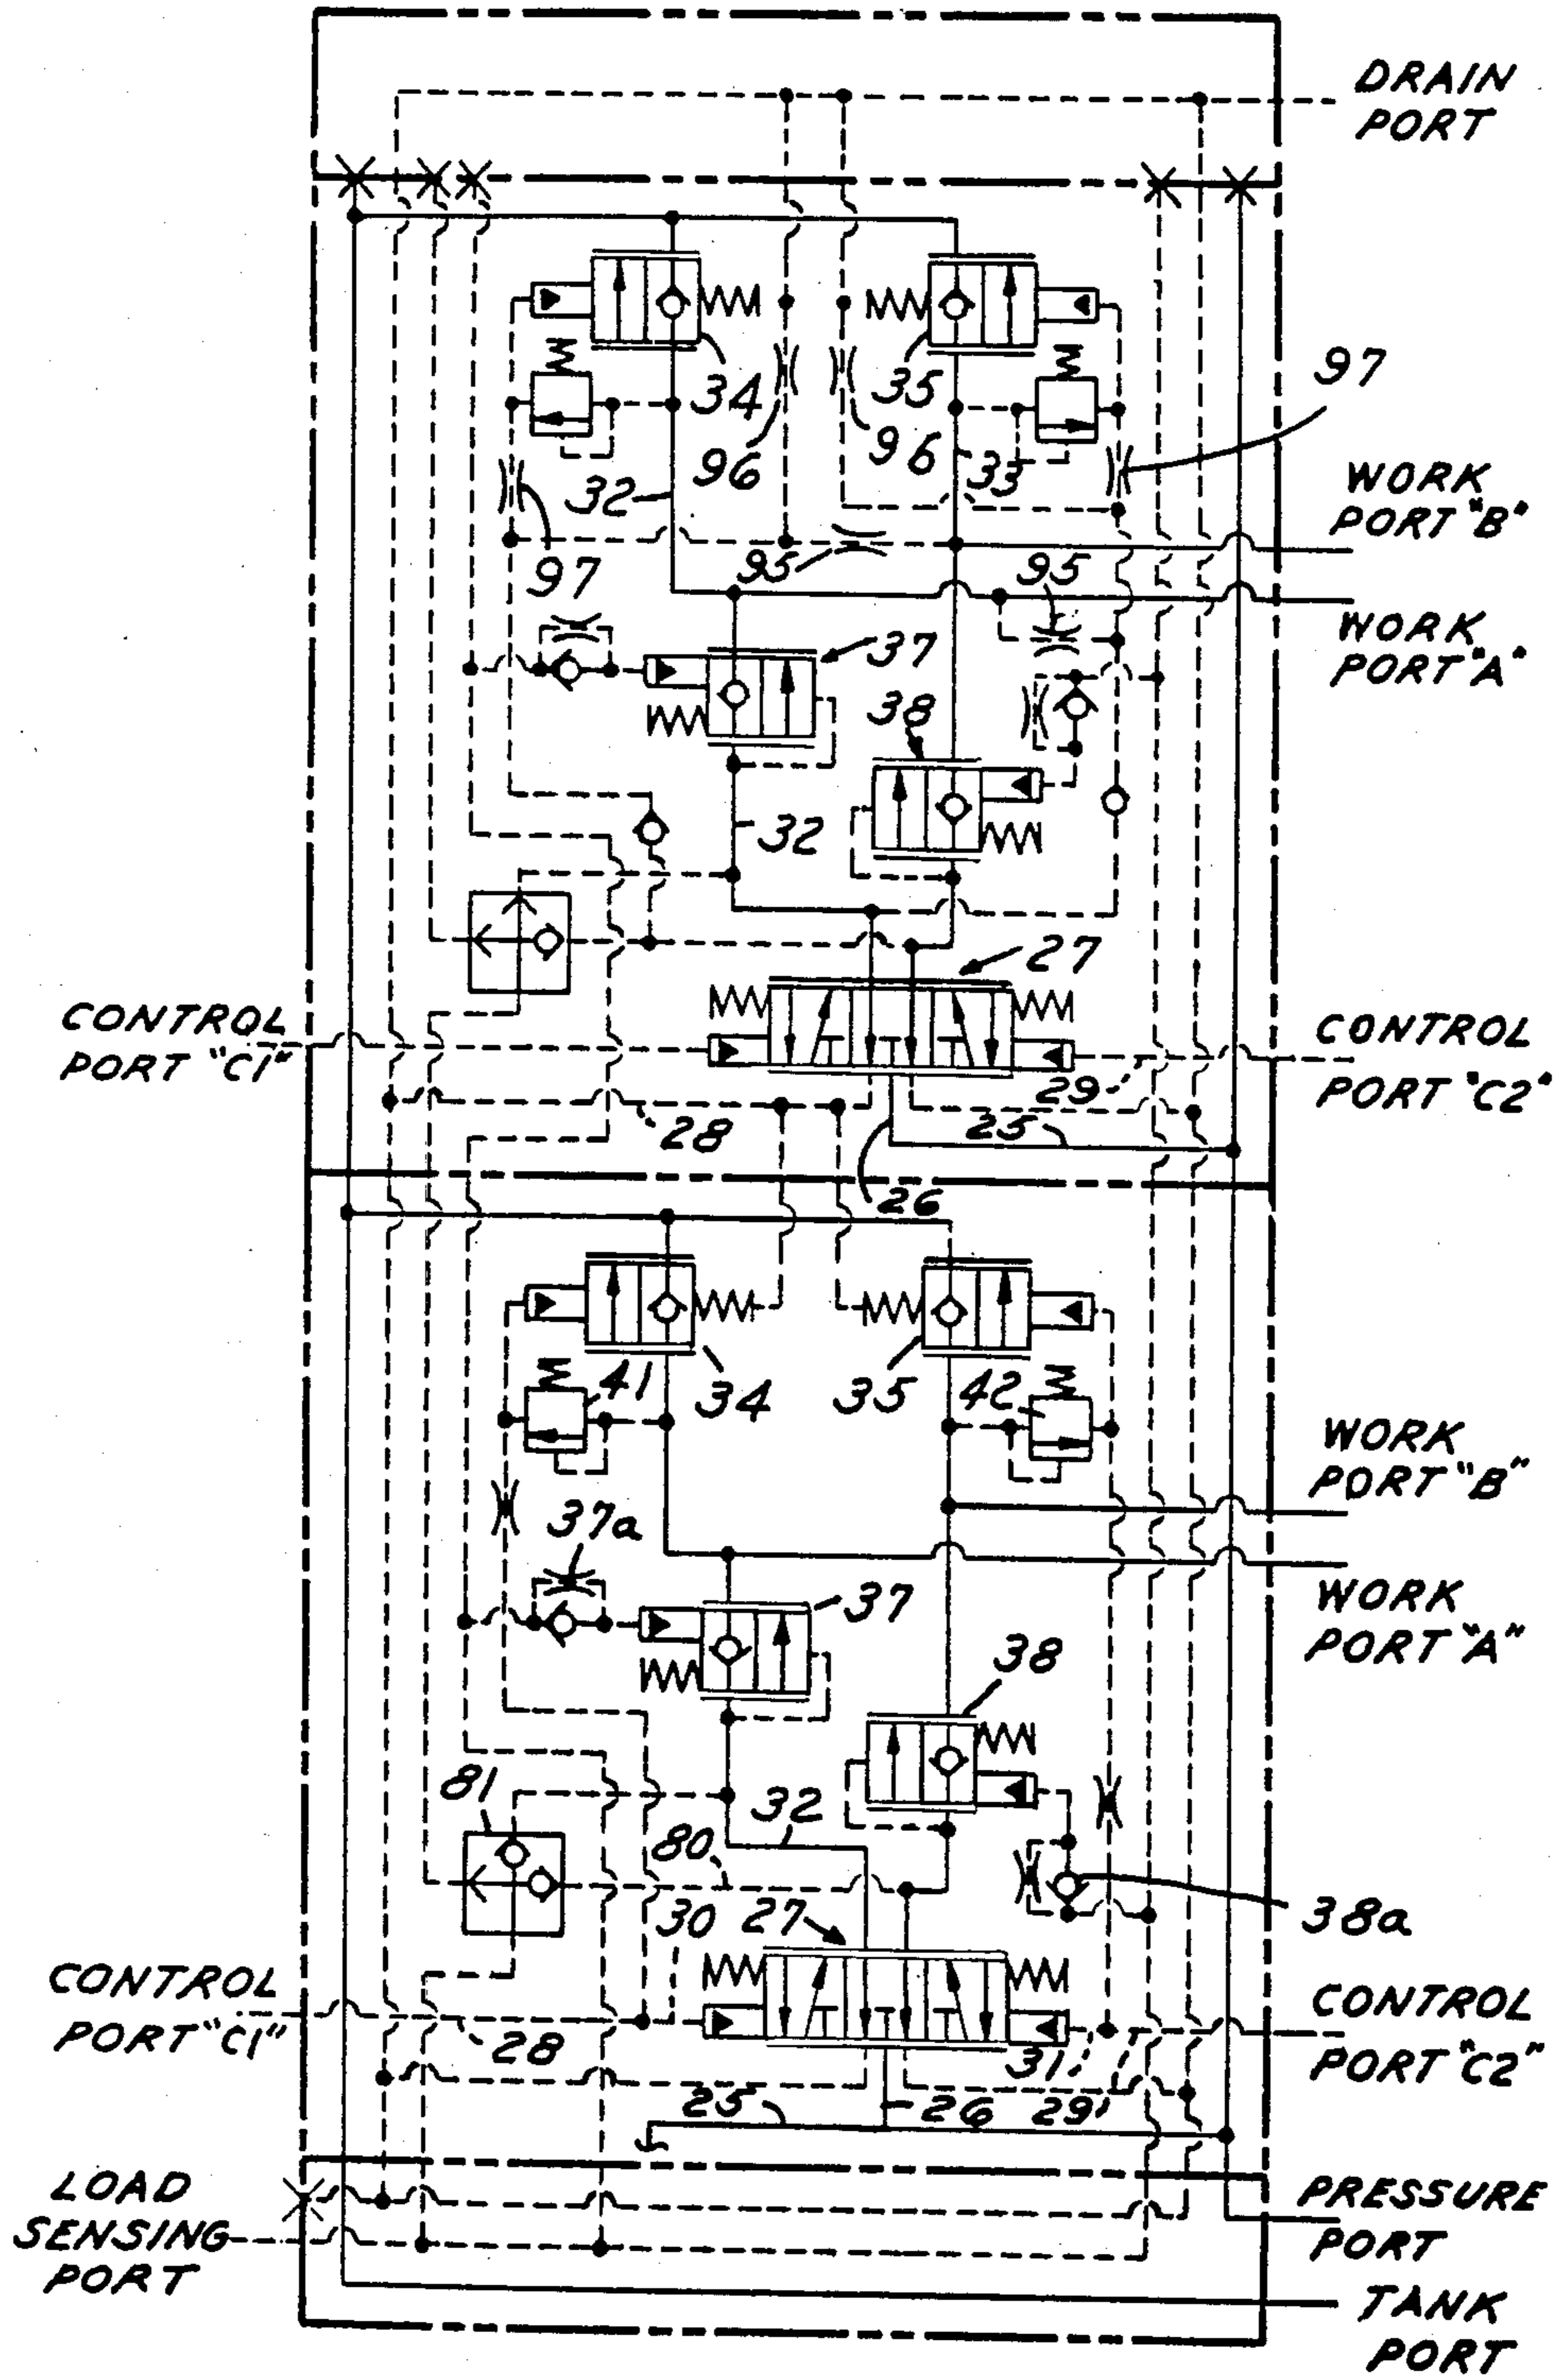 DRAIN
PORT
34
35
97
96
96
33
32
WORK
PORT "B"
97
95
95
WORK
PORT "A"
37
38
32
27
CONTROL
PORT "C1"
CONTROL
PORT "C2"
29
28
25
26
41
34
35
42
WORK
PORT "B"
37a
37
WORK
PORT "A"
38
81
32
80
30
27
38a
CONTROL
PORT "C1"
28
CONTROL
PORT "C2"
31
25
26
29
LOAD
SENSING
PORT
PRESSURE
PORT
TANK
PORT